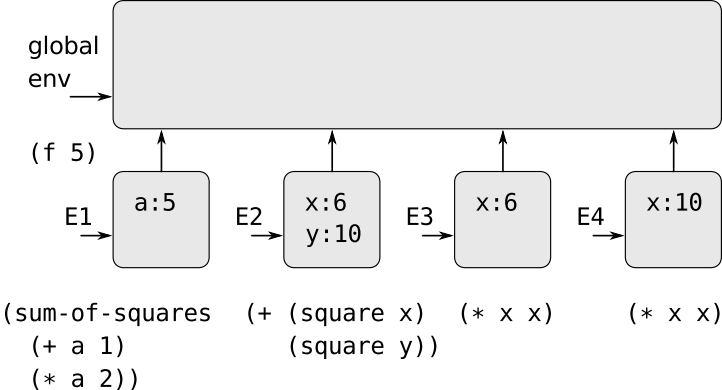 global
env
(f 5)
E1
a:5
E2
x:6
y:10
E3
x:6
E4
x:10
(sum-of-squares
(+ a 1)
(* a 2))
(+ (square x)
(square y))
(* x x)
(* x x)